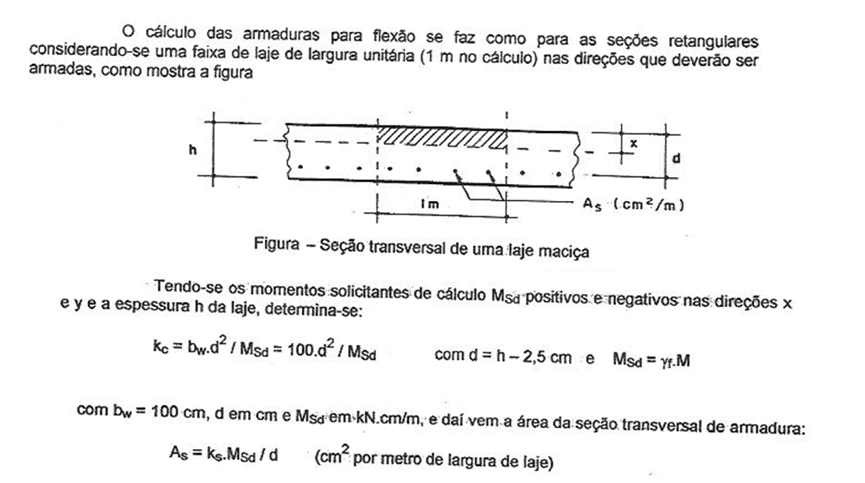 O cálculo das armaduras para flexão se faz como para as seções retangulares
considerando-se uma faixa de laje de largura unitária (1 m no cálculo) nas direções que deverão ser
armadas, como mostra a figura
h
x
d
1m
As (cm²/m)
Figura – Seção transversal de uma laje maciça
Tendo-se os momentos solicitantes de cálculo MSd positivos e negativos nas direções x
e y e a espessura h da laje, determina-se:
kc = bw.d² / MSd = 100.d² / MSd com d = h – 2,5 cm e MSd = γf.M
com bw = 100 cm, d em cm e MSd em kN.cm/m, e daí vem a área da seção transversal de armadura:
As = ks.MSd / d (cm² por metro de largura de laje)